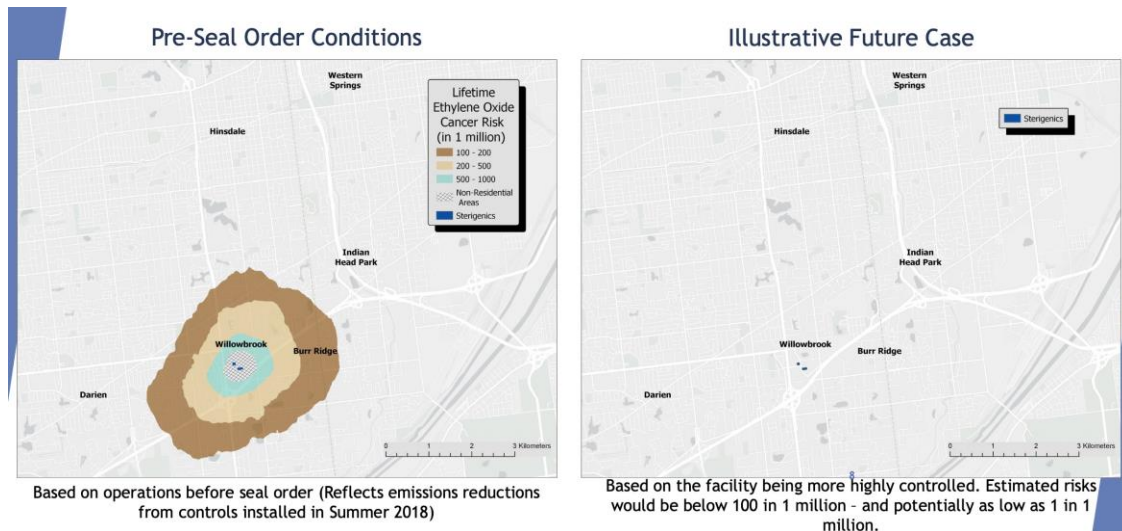 Pre-Seal Order Conditions
Western
Springs
Hinsdale
Lifetime
Ethylene Oxide
Cancer Risk
(in 1 million)
100 - 200
200 - 500
500 - 1000
Non-Residential
Areas
Sterigenics
Indian
Head Park
Willowbrook
Burr Ridge
Darien
0 1 2 3 Kilometers
Based on operations before seal order (Reflects emissions reductions
from controls installed in Summer 2018)
Illustrative Future Case
Western
Springs
Sterigenics
Hinsdale
Indian
Head Park
Willowbrook
Burr Ridge
Darien
0 1 2 3 Kilometers
8
Based on the facility being more highly controlled. Estimated risks
would be below 100 in 1 million - and potentially as low as 1 in 1
million.